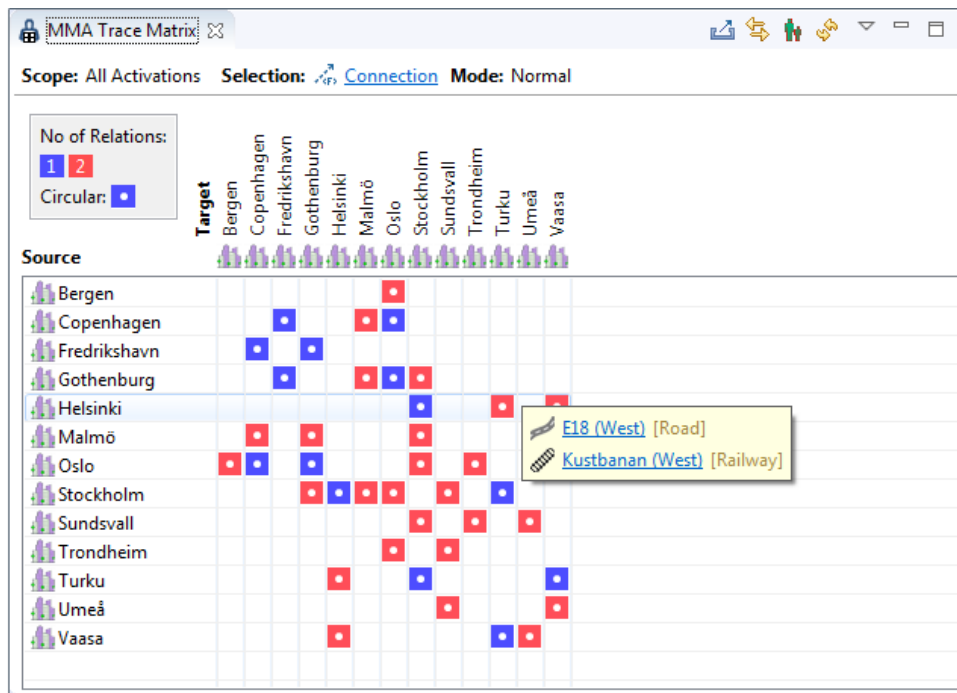 MMA Trace Matrix
Scope: All Activations Selection: <F> Connection Mode: Normal
No of Relations:
1 2
Circular:
Target
Bergen
Copenhagen
Fredrikshavn
Gothenburg
Helsinki
Malmö
Oslo
Stockholm
Sundsvall
Trondheim
Turku
Umeå
Vaasa
Source
Bergen
Copenhagen
Fredrikshavn
Gothenburg
Helsinki
Malmö
Oslo
Stockholm
Sundsvall
Trondheim
Turku
Umeå
Vaasa
E18 (West) [Road]
Kustbanan (West) [Railway]